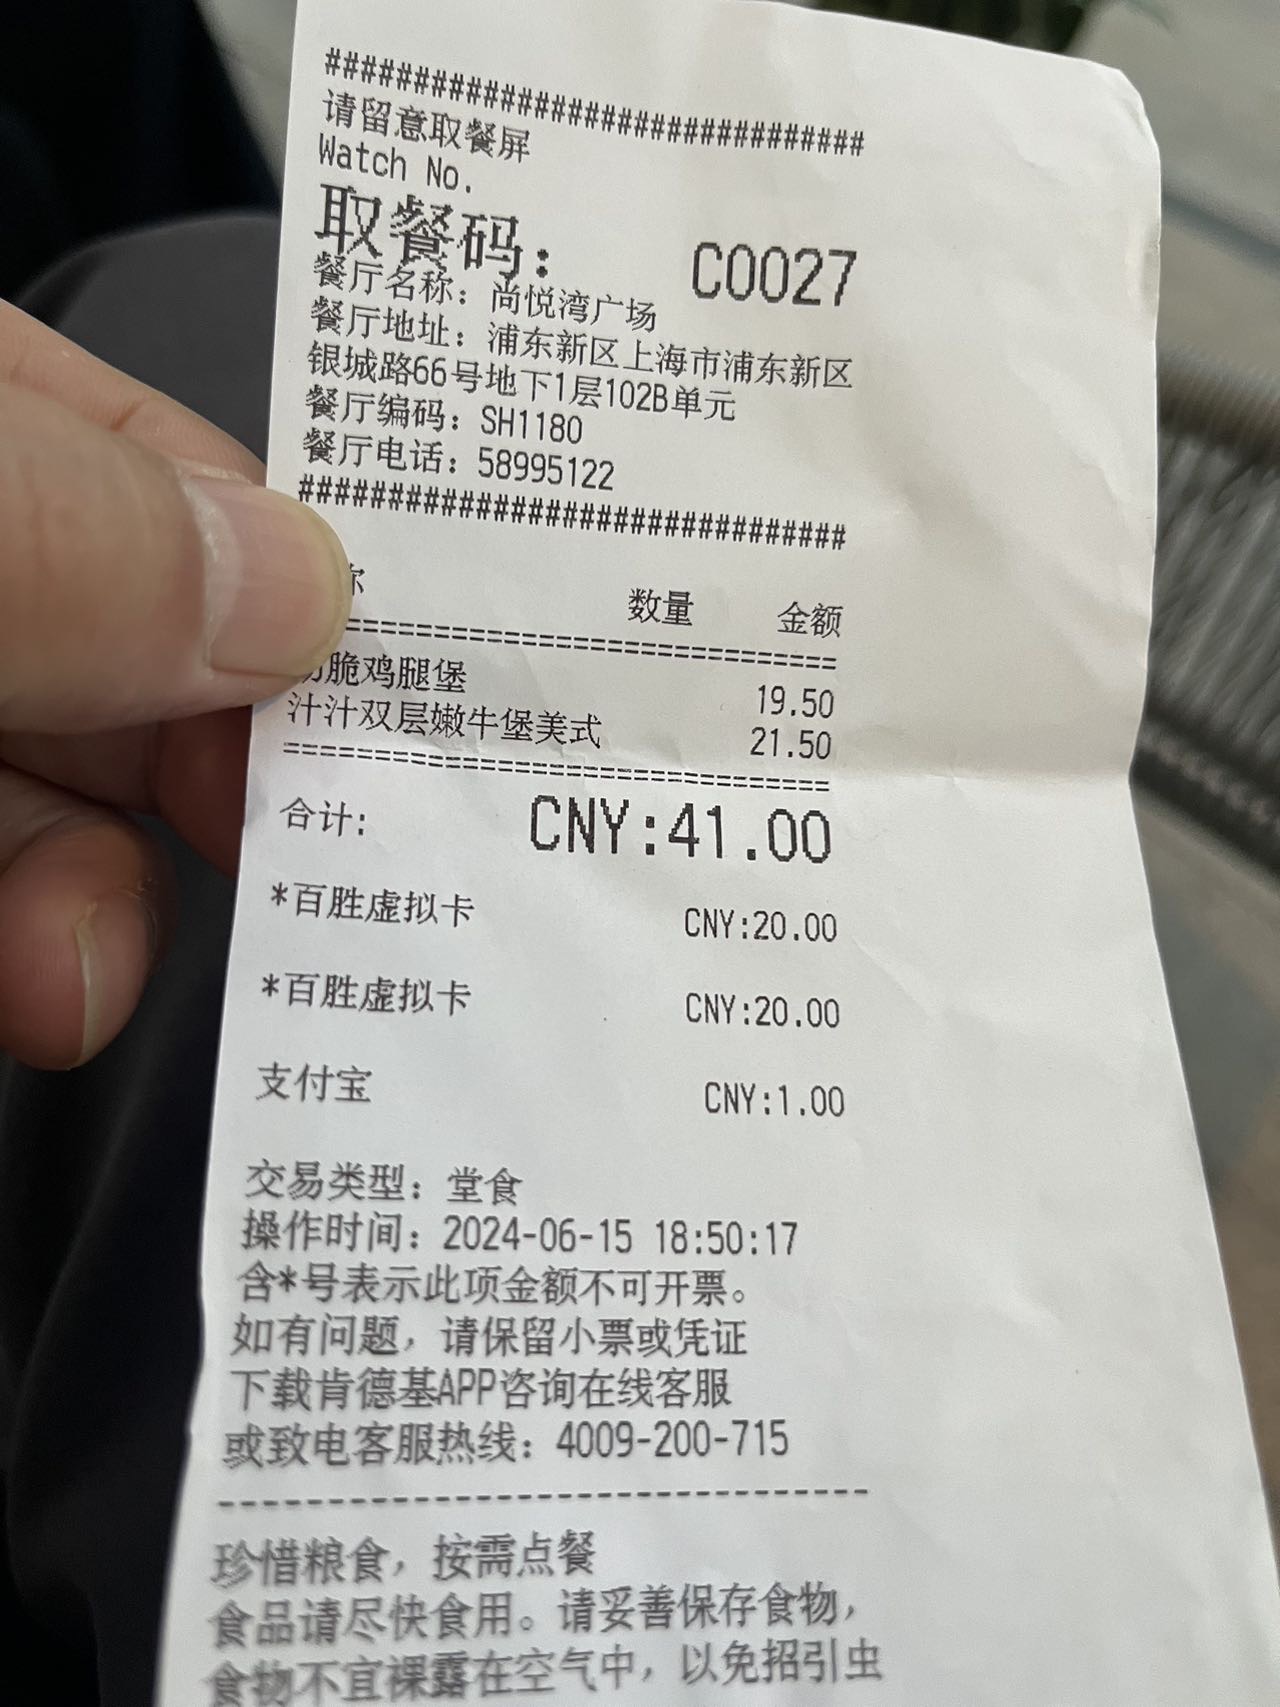 ##############################
请留意取餐屏
Watch No.
取餐码： C0027
餐厅名称：尚悦湾广场
餐厅地址：浦东新区上海市浦东新区
银城路66号地下1层102B单元
餐厅编码：SH1180
餐厅电话：58995122
##############################
数量 金额
==============================
脆鸡腿堡 19.50
汁汁双层嫩牛堡美式 21.50
==============================
合计: CNY:41.00
*百胜虚拟卡 CNY:20.00
*百胜虚拟卡 CNY:20.00
支付宝 CNY:1.00
交易类型：堂食
操作时间：2024-06-15 18:50:17
含*号表示此项金额不可开票。
如有问题，请保留小票或凭证
下载肯德基APP咨询在线客服
或致电客服热线：4009-200-715
------------------------------
珍惜粮食，按需点餐
食品请尽快食用。请妥善保存食物，
食物不宜裸露在空气中，以免招引虫